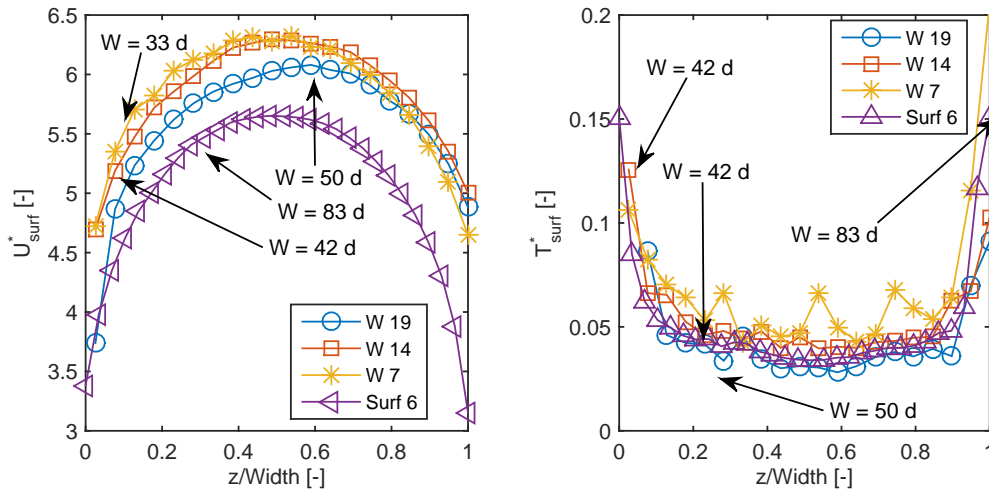 6.5
6
5.5
5
4.5
4
3.5
3
0
0.2
0.4
0.6
0.8
1
z/Width [-]
U*surf [-]
W = 33 d
W = 50 d
W = 83 d
W = 42 d
W 19
W 14
W 7
Surf 6
0.2
0.15
0.1
0.05
0
0
0.2
0.4
0.6
0.8
1
z/Width [-]
T*surf [-]
W = 42 d
W = 42 d
W = 83 d
W = 50 d
W 19
W 14
W 7
Surf 6